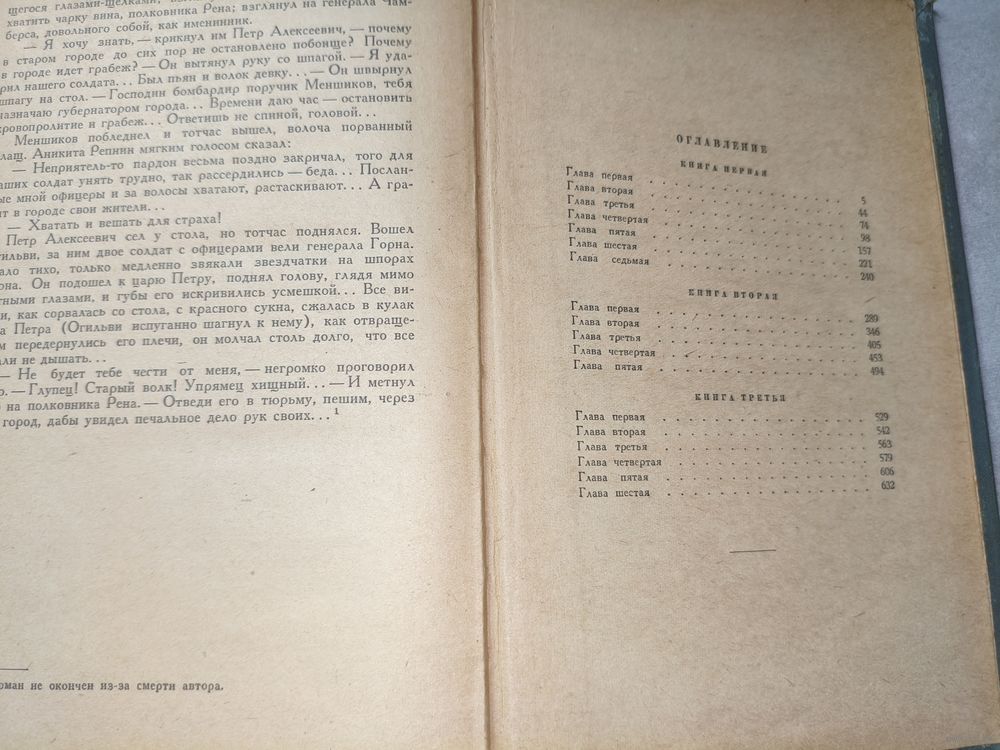 щегося глазами-щелками,
хватить чарку вина, полковника Рена; взглянул на генерала Чам-
берса, довольного собой, как именинник.
— Я хочу знать, — крикнул им Петр Алексеевич, — почему
в старом городе до сих пор не остановлено побоище? Почему
в городе идет грабеж? — Он вытянул руку со шпагой. — Я уда-
рил нашего солдата... Был пьян и волок девку... — Он швырнул
шпагу на стол. — Господин бомбардир поручик Меншиков, тебя
назначаю губернатором города... Времени даю час — остановить
кровопролитие и грабеж... Ответишь не спиной, головой...
Меншиков побледнел и тотчас вышел, волоча порванный
лащ. Аникита Репнин мягким голосом сказал:
— Неприятель-то пардон весьма поздно закричал, того для
аших солдат унять трудно, так рассердились — беда... Послан-
ые мной офицеры и за волосы хватают, растаскивают... А гра-
ят в городе свои жители...
— Хватать и вешать для страха!
Петр Алексеевич сел у стола, но тотчас поднялся. Вошел
гильви, за ним двое солдат с офицерами вели генерала Горна.
ало тихо, только медленно звякали звездчатки на шпорах
рна. Он подошел к царю Петру, поднял голову, глядя мимо
тными глазами, и губы его искривились усмешкой... Все ви-
и, как сорвалась со стола, с красного сукна, сжалась в кулак
а Петра (Огильви испуганно шагнул к нему), как отвраще-
м передернулись его плечи, он молчал столь долго, что все
али не дышать...
— Не будет тебе чести от меня, — негромко проговорил
о. — Глупец! Старый волк! Упрямец хищный... — И метнул
на полковника Рена. — Отведи его в тюрьму, пешим, через
город, дабы увидел печальное дело рук своих...¹
оман не окончен из-за смерти автора.
ОГЛАВЛЕНИЕ
КНИГА ПЕРВАЯ
Глава первая . . . . . . . . . . . . 5
Глава вторая . . . . . . . . . . . . 44
Глава третья . . . . . . . . . . . . 74
Глава четвертая . . . . . . . . . . . . 98
Глава пятая . . . . . . . . . . . . 157
Глава шестая . . . . . . . . . . . . 221
Глава седьмая . . . . . . . . . . . . 240
КНИГА ВТОРАЯ
Глава первая . . . . . . . . . . . . 289
Глава вторая . . . . . . . . . . . . 346
Глава третья . . . . . . . . . . . . 405
Глава четвертая . . . . . . . . . . . . 453
Глава пятая . . . . . . . . . . . . 494
КНИГА ТРЕТЬЯ
Глава первая . . . . . . . . . . . . 529
Глава вторая . . . . . . . . . . . . 542
Глава третья . . . . . . . . . . . . 563
Глава четвертая . . . . . . . . . . . . 579
Глава пятая . . . . . . . . . . . . 606
Глава шестая . . . . . . . . . . . . 632